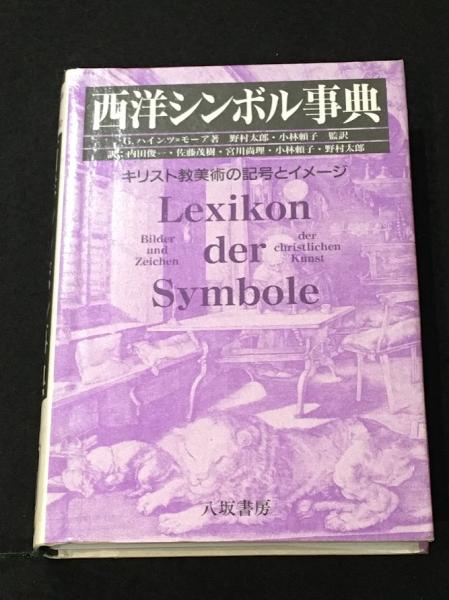 西洋シンボル事典
G. ハインツ=モーア著 野村太郎・小林頼子 監訳
訳：内田俊一・佐藤茂樹・宮川尚理・小林頼子・野村太郎
キリスト教美術の記号とイメージ
Lexikon
Bilder
und
Zeichen
der
der
christlichen
Kunst
Symbole
八坂書房